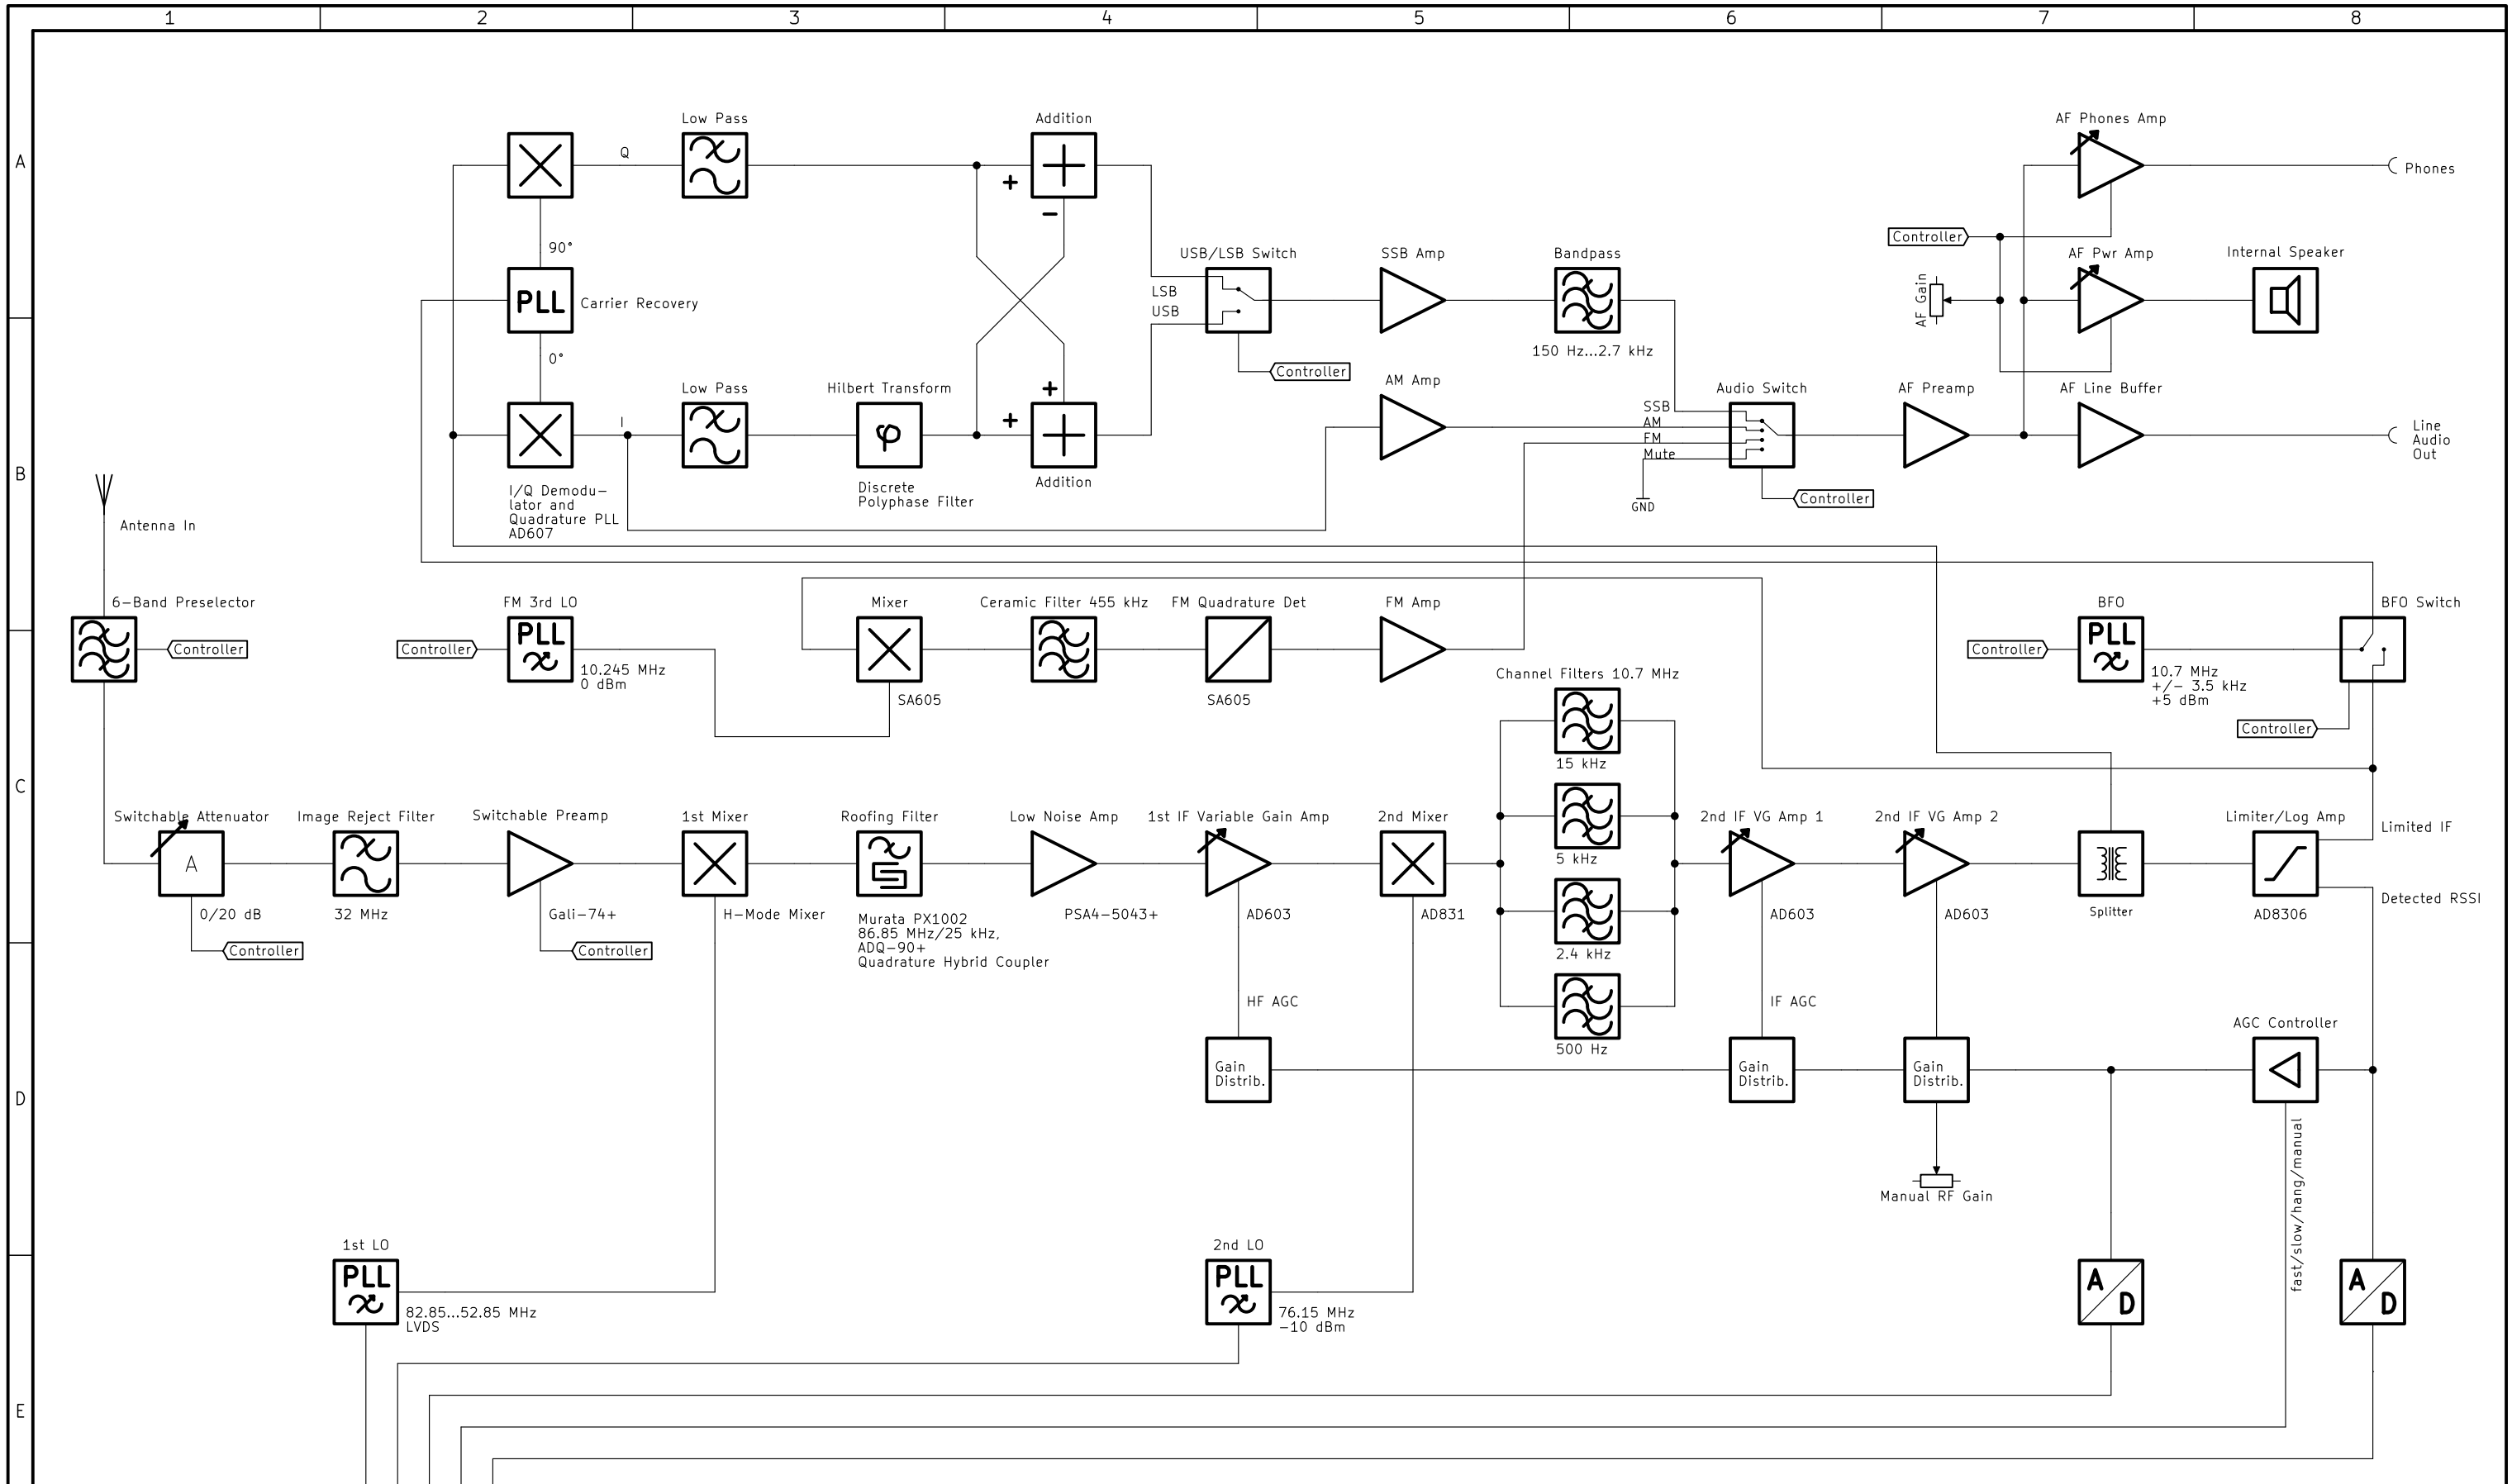 1 2 3 4 5 6 7 8
A
B
C
D
E
Low Pass
Addition
AF Phones Amp
Q
+
−
Phones
90°
Controller
USB/LSB Switch
SSB Amp
Bandpass
AF Pwr Amp
Internal Speaker
PLL
Carrier Recovery
LSB
USB
AF Gain
0°
150 Hz...2.7 kHz
Controller
Low Pass
Hilbert Transform
+
AM Amp
Audio Switch
AF Preamp
AF Line Buffer
I
φ
+
SSB
AM
FM
Mute
Line
Audio
Out
Addition
I/Q Demodu−
lator and
Quadrature PLL
AD607
Discrete
Polyphase Filter
GND
Controller
Antenna In
6−Band Preselector
FM 3rd LO
Mixer
Ceramic Filter 455 kHz
FM Quadrature Det
FM Amp
BFO
BFO Switch
Controller
Controller
PLL
10.245 MHz
0 dBm
SA605
SA605
Controller
PLL
10.7 MHz
+/− 3.5 kHz
+5 dBm
Controller
Channel Filters 10.7 MHz
15 kHz
5 kHz
2.4 kHz
500 Hz
Switchable Attenuator
Image Reject Filter
Switchable Preamp
1st Mixer
Roofing Filter
Low Noise Amp
1st IF Variable Gain Amp
2nd Mixer
2nd IF VG Amp 1
2nd IF VG Amp 2
Limiter/Log Amp
Limited IF
A
0/20 dB
32 MHz
Gali−74+
H−Mode Mixer
Murata PX1002
86.85 MHz/25 kHz,
ADQ−90+
Quadrature Hybrid Coupler
PSA4−5043+
AD603
AD831
AD603
AD603
Splitter
AD8306
Detected RSSI
Controller
Controller
HF AGC
IF AGC
AGC Controller
Gain
Distrib.
Gain
Distrib.
Gain
Distrib.
fast/slow/hang/manual
Manual RF Gain
1st LO
PLL
82.85...52.85 MHz
LVDS
2nd LO
PLL
76.15 MHz
−10 dBm
A
D
A
D